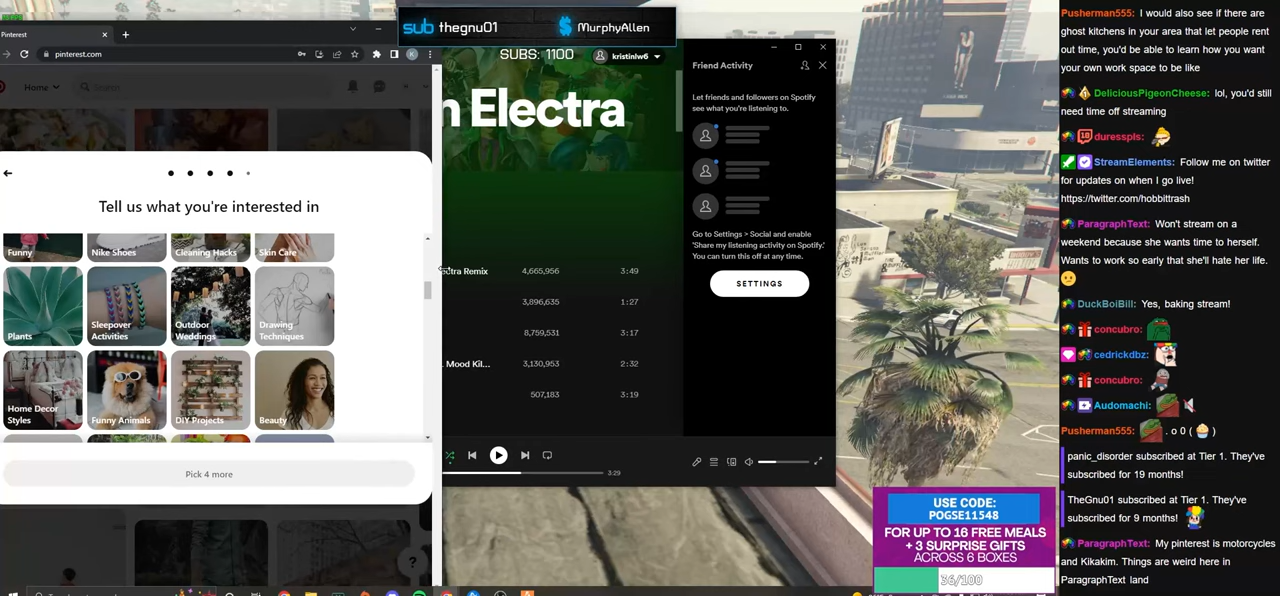 Pinterest
pinterest.com
K
Home
Search
Tell us what you're interested in
Funny
Nike Shoes
Cleaning Hacks
Skin Care
Plants
Sleepover
Activities
Outdoor
Weddings
Drawing
Techniques
Home Decor
Styles
Funny Animals
DIY Projects
Beauty
Pick 4 more
?
sub thegnu01
$ MurphyAllen
SUBS: 1100
kristinlw6
n Electra
ctra Remix 4,665,956 3:49
3,896,635 1:27
8,759,531 3:17
. Mood Kil... 3,130,953 2:32
507,183 3:19
3:29
Friend Activity
Let friends and followers on Spotify
see what you're listening to.
Go to Settings > Social and enable
'Share my listening activity on Spotify.'
You can turn this off at any time.
SETTINGS
USE CODE:
POGSE11548
FOR UP TO 16 FREE MEALS
+ 3 SURPRISE GIFTS
ACROSS 6 BOXES
36/100
Pusherman555: I would also see if there are
ghost kitchens in your area that let people rent
out time, you'd be able to learn how you want
your own work space to be like
DeliciousPigeonCheese: lol, you'd still
need time off streaming
duresspls:
StreamElements: Follow me on twitter
for updates on when I go live!
https://twitter.com/hobbittrash
ParagraphText: Won't stream on a
weekend because she wants time to herself.
Wants to work so early that she'll hate her life.
DuckBoiBill: Yes, baking stream!
concubro:
cedrickdbz:
concubro:
Audomachi:
Pusherman555: . o 0 ( )
panic_disorder subscribed at Tier 1. They've
subscribed for 19 months!
TheGnu01 subscribed at Tier 1. They've
subscribed for 9 months!
ParagraphText: My pinterest is motorcycles
and Kikakim. Things are weird here in
ParagraphText land